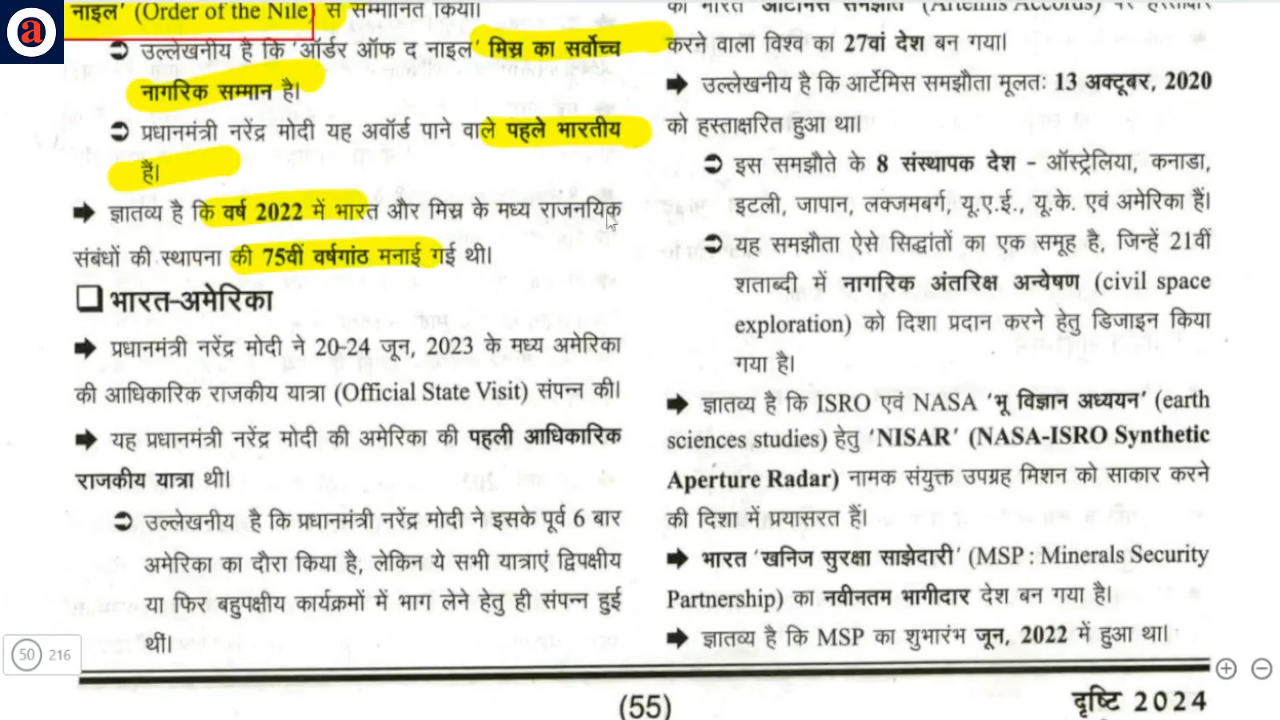 a
नाइल' (Order of the Nile) से सम्मानित किया।
उल्लेखनीय है कि 'ऑर्डर ऑफ द नाइल' मिस्र का सर्वोच्च
नागरिक सम्मान है।
प्रधानमंत्री नरेंद्र मोदी यह अवॉर्ड पाने वाले पहले भारतीय
हैं।
ज्ञातव्य है कि वर्ष 2022 में भारत और मिस्र के मध्य राजनयिक
संबंधों की स्थापना की 75वीं वर्षगांठ मनाई गई थी।
भारत-अमेरिका
प्रधानमंत्री नरेंद्र मोदी ने 20-24 जून, 2023 के मध्य अमेरिका
की आधिकारिक राजकीय यात्रा (Official State Visit) संपन्न की।
यह प्रधानमंत्री नरेंद्र मोदी की अमेरिका की पहली आधिकारिक
राजकीय यात्रा थी।
उल्लेखनीय है कि प्रधानमंत्री नरेंद्र मोदी ने इसके पूर्व 6 बार
अमेरिका का दौरा किया है, लेकिन ये सभी यात्राएं द्विपक्षीय
या फिर बहुपक्षीय कार्यक्रमों में भाग लेने हेतु ही संपन्न हुई
थीं।
को भारत आर्टेमिस समझौते (Artemis Accords) पर हस्ताक्षर
करने वाला विश्व का 27वां देश बन गया।
उल्लेखनीय है कि आर्टेमिस समझौता मूलत: 13 अक्टूबर, 2020
को हस्ताक्षरित हुआ था।
इस समझौते के 8 संस्थापक देश - ऑस्ट्रेलिया, कनाडा,
इटली, जापान, लक्जमबर्ग, यू.ए.ई., यू.के. एवं अमेरिका हैं।
यह समझौता ऐसे सिद्धांतों का एक समूह है, जिन्हें 21वीं
शताब्दी में नागरिक अंतरिक्ष अन्वेषण (civil space
exploration) को दिशा प्रदान करने हेतु डिजाइन किया
गया है।
ज्ञातव्य है कि ISRO एवं NASA 'भू विज्ञान अध्ययन' (earth
sciences studies) हेतु 'NISAR' (NASA-ISRO Synthetic
Aperture Radar) नामक संयुक्त उपग्रह मिशन को साकार करने
की दिशा में प्रयासरत हैं।
भारत 'खनिज सुरक्षा साझेदारी' (MSP : Minerals Security
Partnership) का नवीनतम भागीदार देश बन गया है।
ज्ञातव्य है कि MSP का शुभारंभ जून, 2022 में हुआ था।
50 216
(55)
दृष्टि 2024